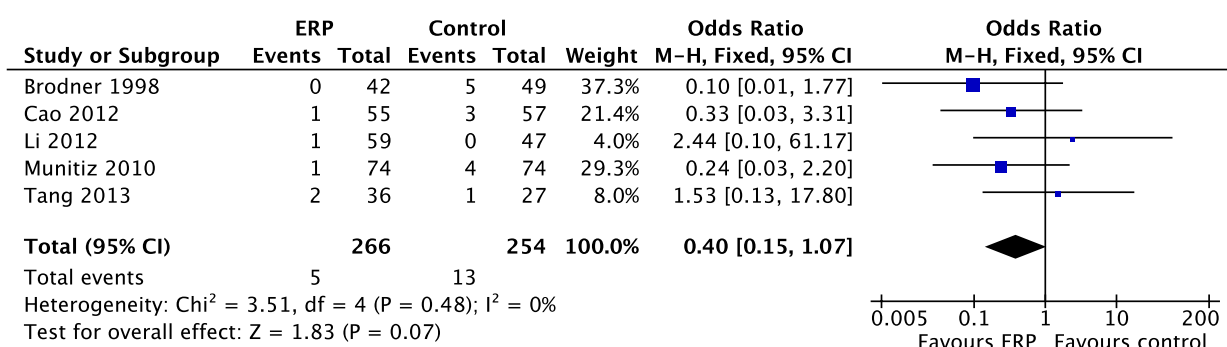 ERP Control Odds Ratio Odds Ratio
Study or Subgroup Events Total Events Total Weight M-H, Fixed, 95% CI M-H, Fixed, 95% CI
Brodner 1998 0 42 5 49 37.3% 0.10 [0.01, 1.77]
Cao 2012 1 55 3 57 21.4% 0.33 [0.03, 3.31]
Li 2012 1 59 0 47 4.0% 2.44 [0.10, 61.17]
Munitiz 2010 1 74 4 74 29.3% 0.24 [0.03, 2.20]
Tang 2013 2 36 1 27 8.0% 1.53 [0.13, 17.80]
Total (95% CI) 266 254 100.0% 0.40 [0.15, 1.07]
Total events 5 13
Heterogeneity: Chi² = 3.51, df = 4 (P = 0.48); I² = 0%
Test for overall effect: Z = 1.83 (P = 0.07)
0.005 0.1 1 10 200
Favours ERP Favours control